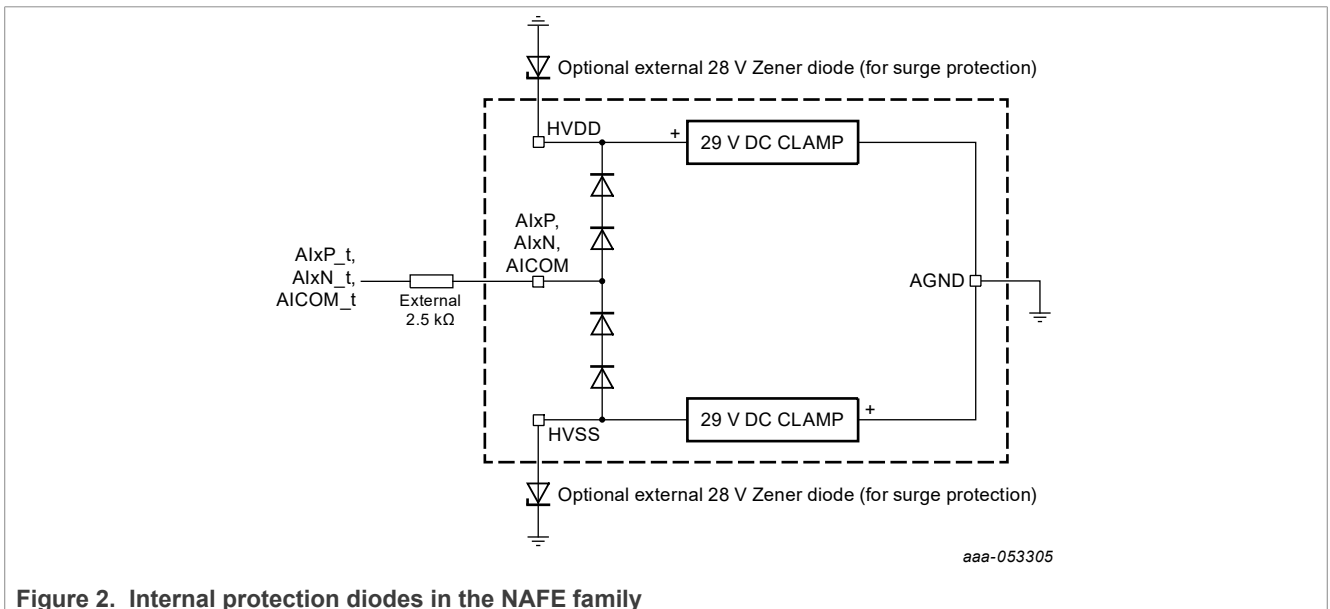 Optional external 28 V Zener diode (for surge protection)
HVDD
+
29 V DC CLAMP
AIxP,
AIxN,
AICOM
AIxP_t,
AIxN_t,
AICOM_t
External
2.5 kΩ
AGND
29 V DC CLAMP
+
HVSS
Optional external 28 V Zener diode (for surge protection)
aaa-053305
Figure 2. Internal protection diodes in the NAFE family